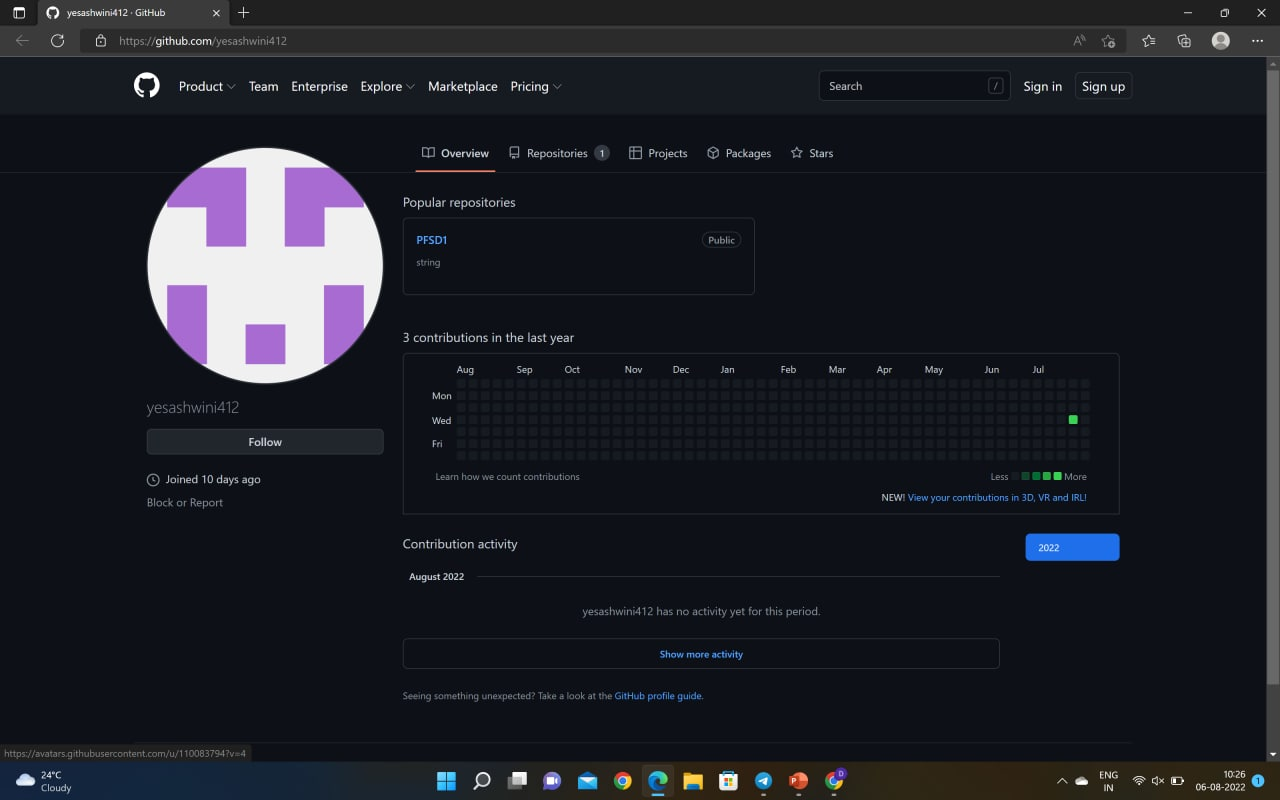 yesashwini412 · GitHub
https://github.com/yesashwini412
Product Team Enterprise Explore Marketplace Pricing
Search /
Sign in Sign up
Overview Repositories 1 Projects Packages Stars
Popular repositories
PFSD1 Public
string
3 contributions in the last year
Aug Sep Oct Nov Dec Jan Feb Mar Apr May Jun Jul
Mon
Wed
Fri
Learn how we count contributions
Less More
NEW! View your contributions in 3D, VR and IRL!
yesashwini412
Follow
Joined 10 days ago
Block or Report
Contribution activity
2022
August 2022
yesashwini412 has no activity yet for this period.
Show more activity
Seeing something unexpected? Take a look at the GitHub profile guide.
https://avatars.githubusercontent.com/u/110083794?v=4
24°C
Cloudy
D
ENG
IN
10:26
06-08-2022
1